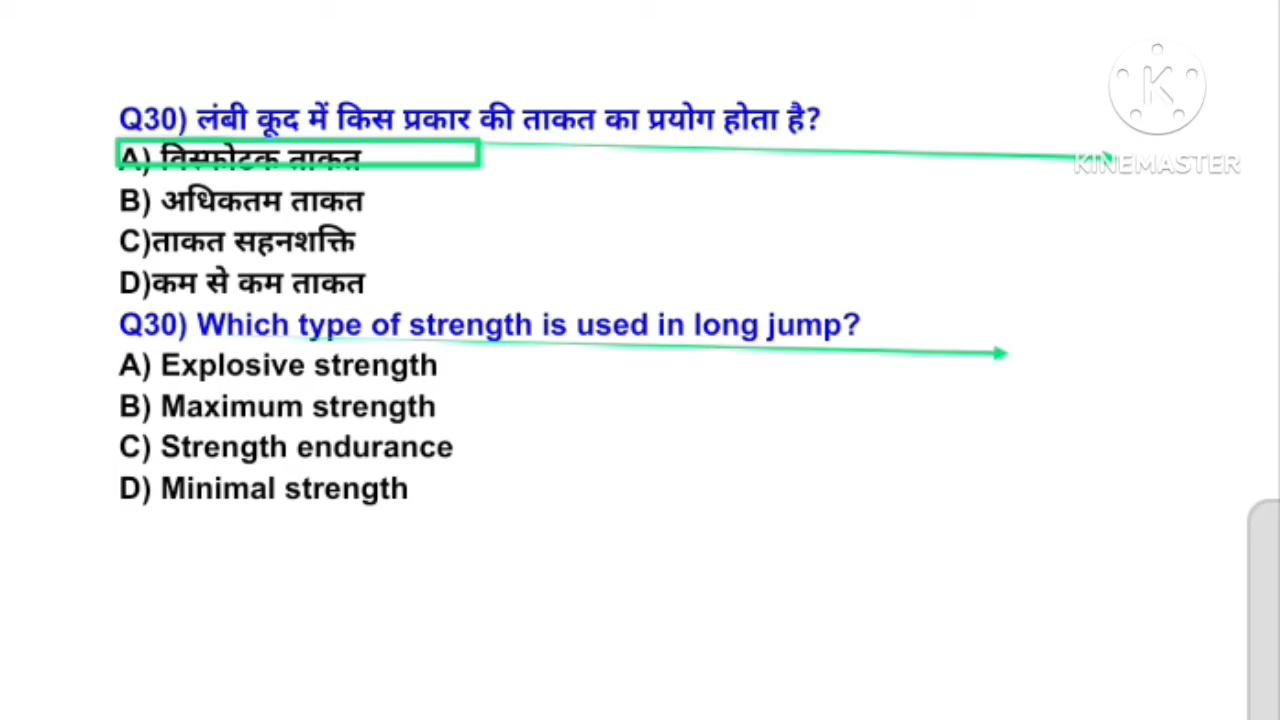 Q30) लंबी कूद में किस प्रकार की ताकत का प्रयोग होता है?
A) विस्फोटक ताकत
B) अधिकतम ताकत
C)ताकत सहनशक्ति
D)कम से कम ताकत
Q30) Which type of strength is used in long jump?
A) Explosive strength
B) Maximum strength
C) Strength endurance
D) Minimal strength
K
KINEMASTER